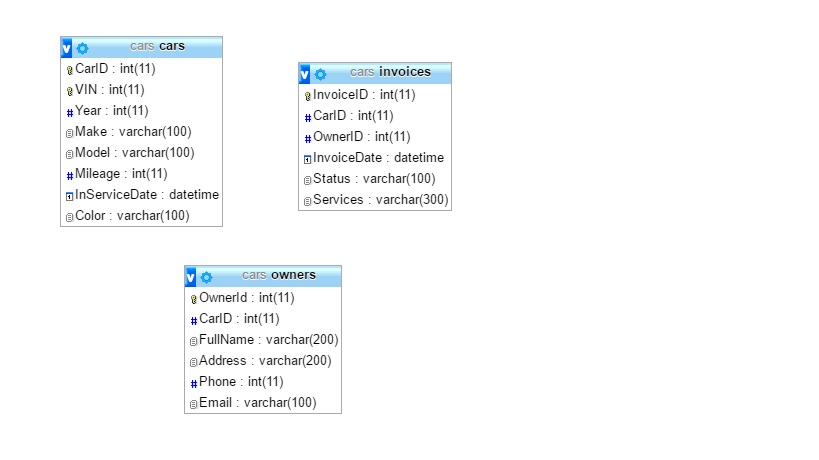 cars cars
CarID : int(11)
VIN : int(11)
Year : int(11)
Make : varchar(100)
Model : varchar(100)
Mileage : int(11)
InServiceDate : datetime
Color : varchar(100)
cars invoices
InvoiceID : int(11)
CarID : int(11)
OwnerID : int(11)
InvoiceDate : datetime
Status : varchar(100)
Services : varchar(300)
cars owners
OwnerId : int(11)
CarID : int(11)
FullName : varchar(200)
Address : varchar(200)
Phone : int(11)
Email : varchar(100)